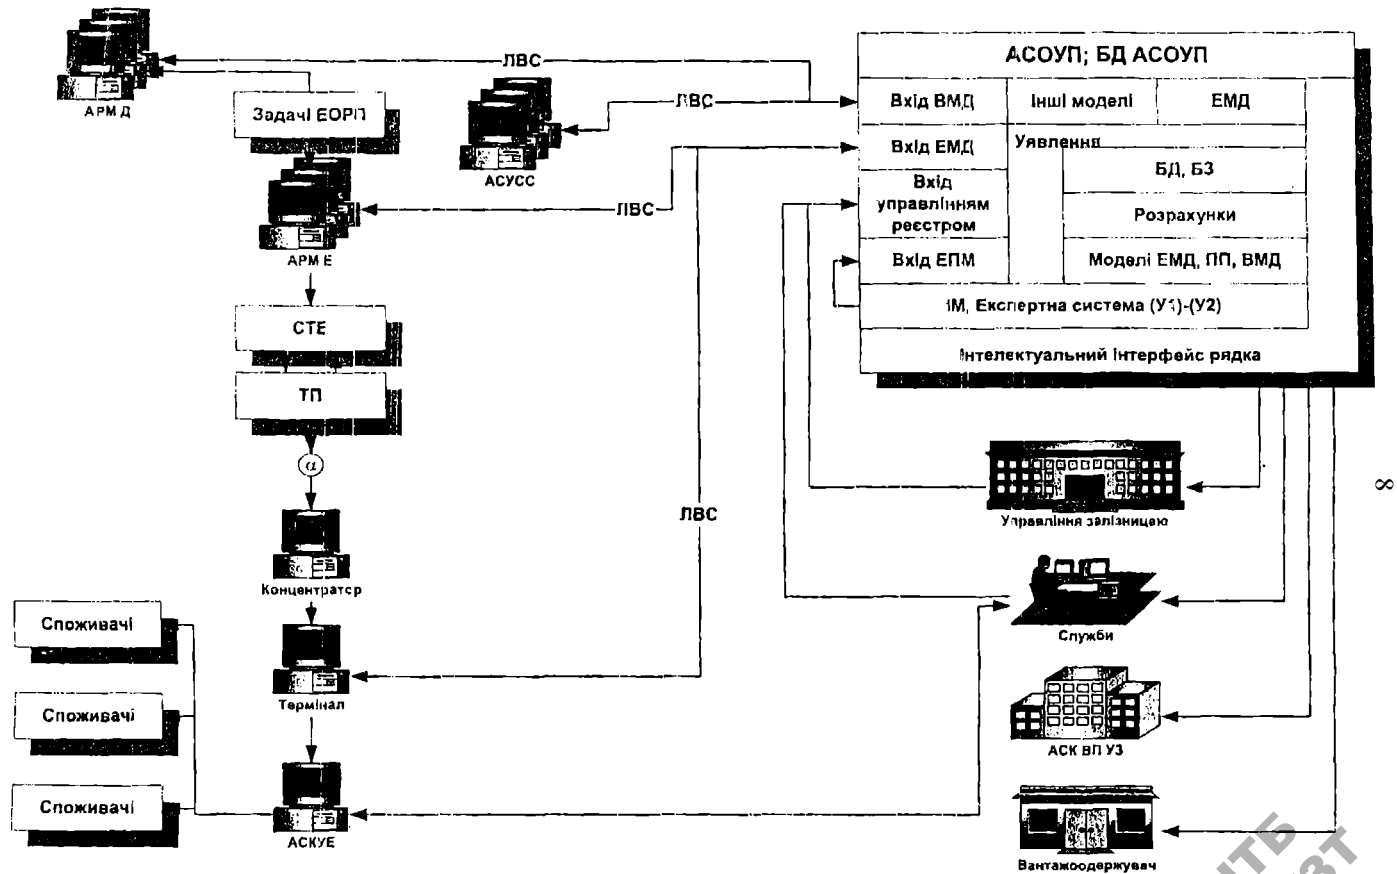 ЛВС
АСОУП; БД АСОУП
АРМ Д
Задачі ЕОРП
ЛВС
АСУСС
Вхід ВМД
Інші моделі
ЕМД
Вхід ЕМД
Уявлення
БД, БЗ
Вхід
управлінням
реєстром
Розрахунки
ЛВС
АРМ Е
Вхід ЕПМ
Моделі ЕМД, ПП, ВМД
ІМ, Експертна система (У1)-(У2)
Інтелектуальний інтерфейс рядка
СТЕ
ТП
α
8
ЛВС
Управління залізницею
Концентратор
Споживачі
Служби
Термінал
Споживачі
АСК ВП УЗ
Споживачі
АСКУЕ
Вантажоодержувач